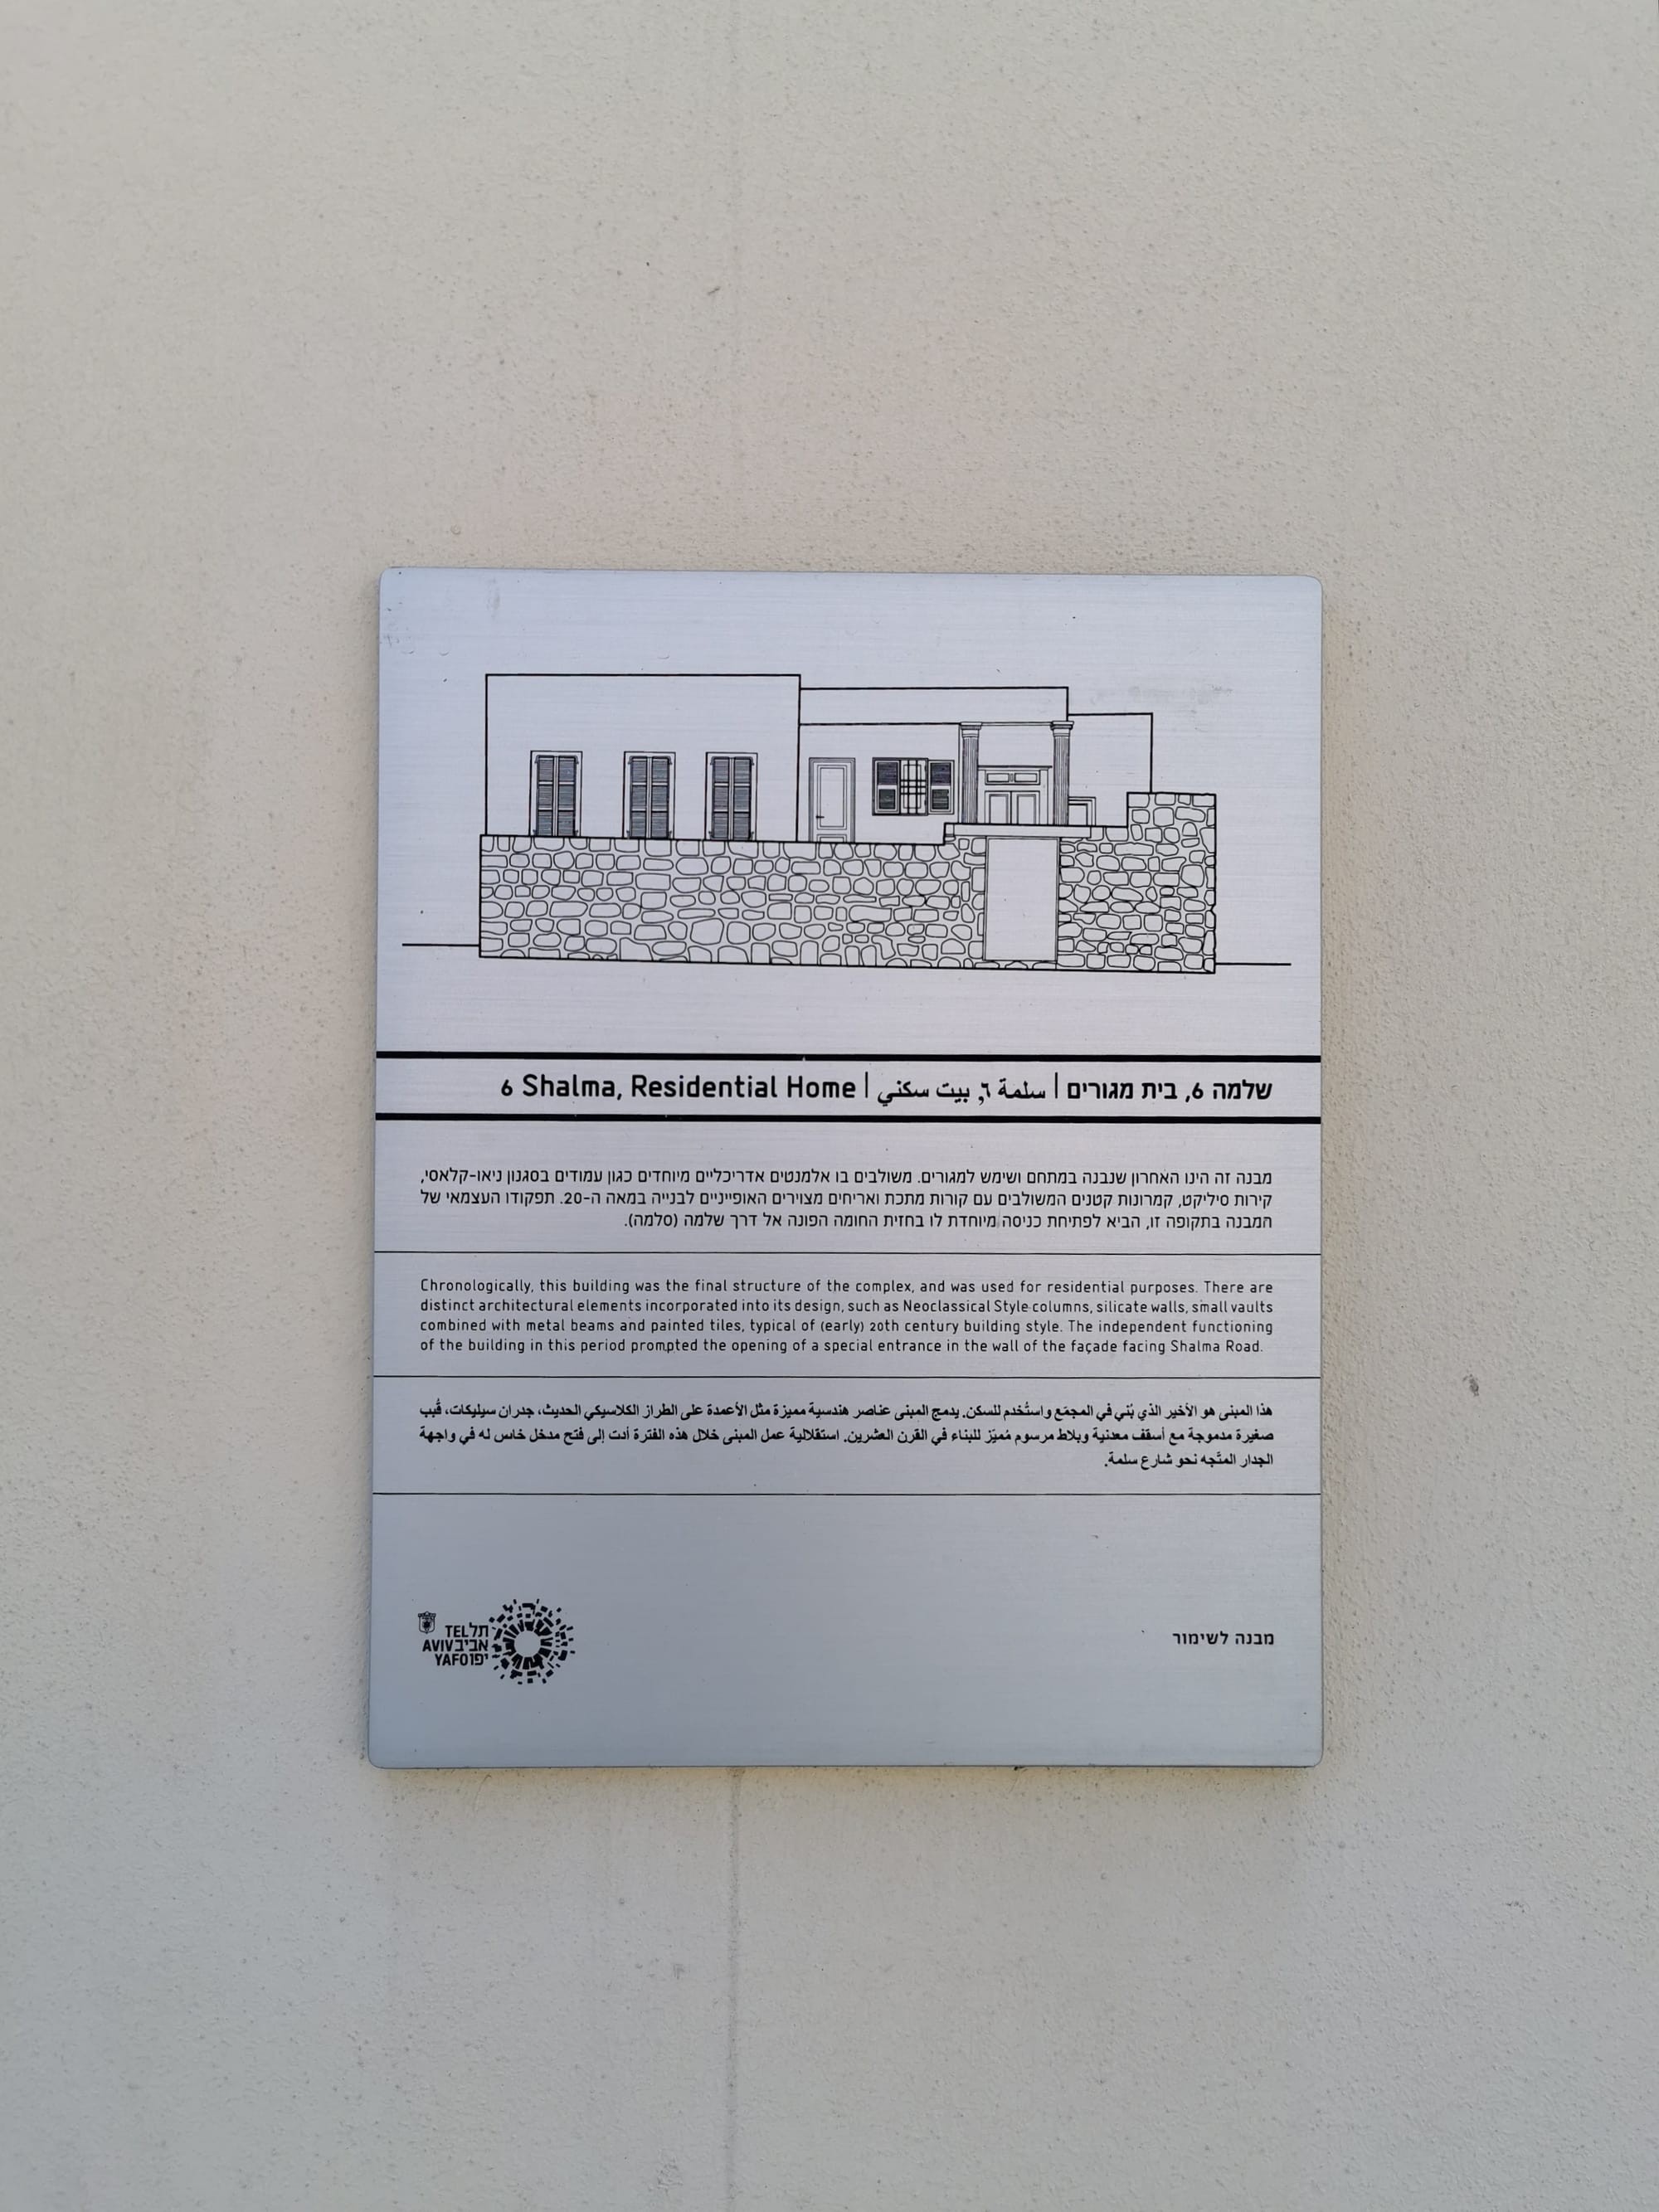 שלמה 6, בית מגורים | سلمة ٦, بيت سكني | 6 Shalma, Residential Home
מבנה זה הינו האחרון שנבנה במתחם ושימש למגורים. משולבים בו אלמנטים אדריכליים מיוחדים כגון עמודים בסגנון ניאו-קלאסי,
קירות סיליקט, קמרונות קטנים המשולבים עם קורות מתכת ואריחים מצוירים האופייניים לבנייה במאה ה-20. תפקודו העצמאי של
המבנה בתקופה זו, הביא לפתיחת כניסה מיוחדת לו בחזית החומה הפונה אל דרך שלמה (סלמה).
Chronologically, this building was the final structure of the complex, and was used for residential purposes. There are
distinct architectural elements incorporated into its design, such as Neoclassical Style columns, silicate walls, small vaults
combined with metal beams and painted tiles, typical of (early) 20th century building style. The independent functioning
of the building in this period prompted the opening of a special entrance in the wall of the façade facing Shalma Road.
هذا المبنى هو الأخير الذي بُني في المجمّع واستُخدم للسكن. يدمج المبنى عناصر هندسية مميزة مثل الأعمدة على الطراز الكلاسيكي الحديث، جدران سيليكات، قُبب
صغيرة مدموجة مع أسقف معدنية وبلاط مرسوم مُميّز للبناء في القرن العشرين. استقلالية عمل المبنى خلال هذه الفترة أدت إلى فتح مدخل خاص له في واجهة
الجدار المتّجه نحو شارع سلمة.
מבנה לשימור
TEL תל
AVIV אביב
YAFO יפו